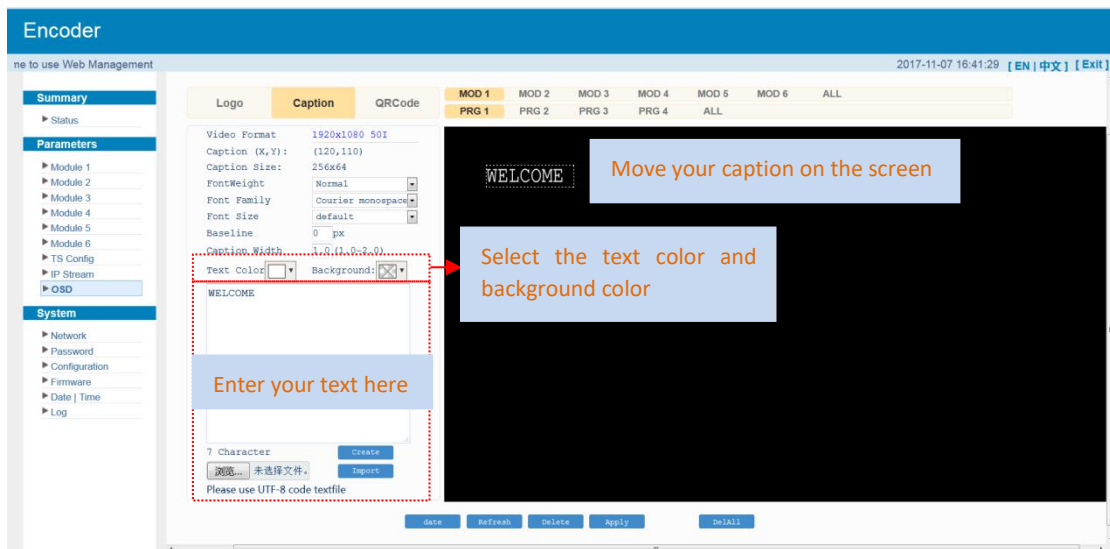 Encoder
ne to use Web Management
2017-11-07 16:41:29 [ EN | 中文 ] [ Exit ]
Summary
Status
Parameters
Module 1
Module 2
Module 3
Module 4
Module 5
Module 6
TS Config
IP Stream
OSD
System
Network
Password
Configuration
Firmware
Date | Time
Log
Logo Caption QRCode
MOD 1 MOD 2 MOD 3 MOD 4 MOD 5 MOD 6 ALL
PRG 1 PRG 2 PRG 3 PRG 4 ALL
Video Format 1920x1080 50I
Caption (X,Y): (120,110)
Caption Size: 256x64
FontWeight Normal
Font Family Courier monospace
Font Size default
Baseline 0 px
Caption Width 1.0 (1.0~2.0)
Text Color Background:
WELCOME
Enter your text here
7 Character Create
浏览... 未选择文件。 Import
Please use UTF-8 code textfile
WELCOME
Move your caption on the screen
Select the text color and
background color
date Refresh Delete Apply DelAll